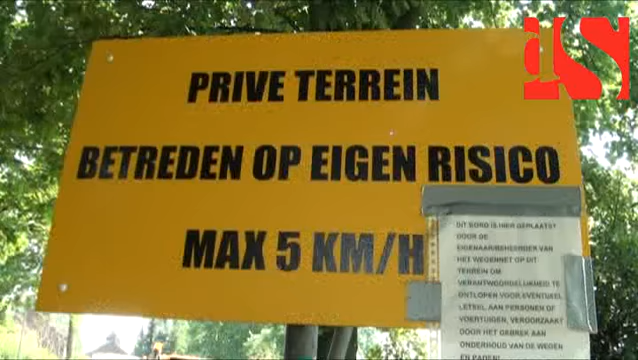 dS
PRIVE TERREIN
BETREDEN OP EIGEN RISICO
MAX 5 KM/H
DIT BORD IS HIER GEPLAATST
DOOR DE
EIGENAAR/BEHEERDER VAN
HET WEGENNET OP DIT
TERREIN OM
VERANTWOORDELIJKHEID TE
ONTLOPEN VOOR EVENTUEEL
LETSEL AAN PERSONEN OF
VOERTUIGEN, VEROORZAAKT
DOOR HET GEBREK AAN
ONDERHOUD VAN DE WEGEN
EN PADEN!